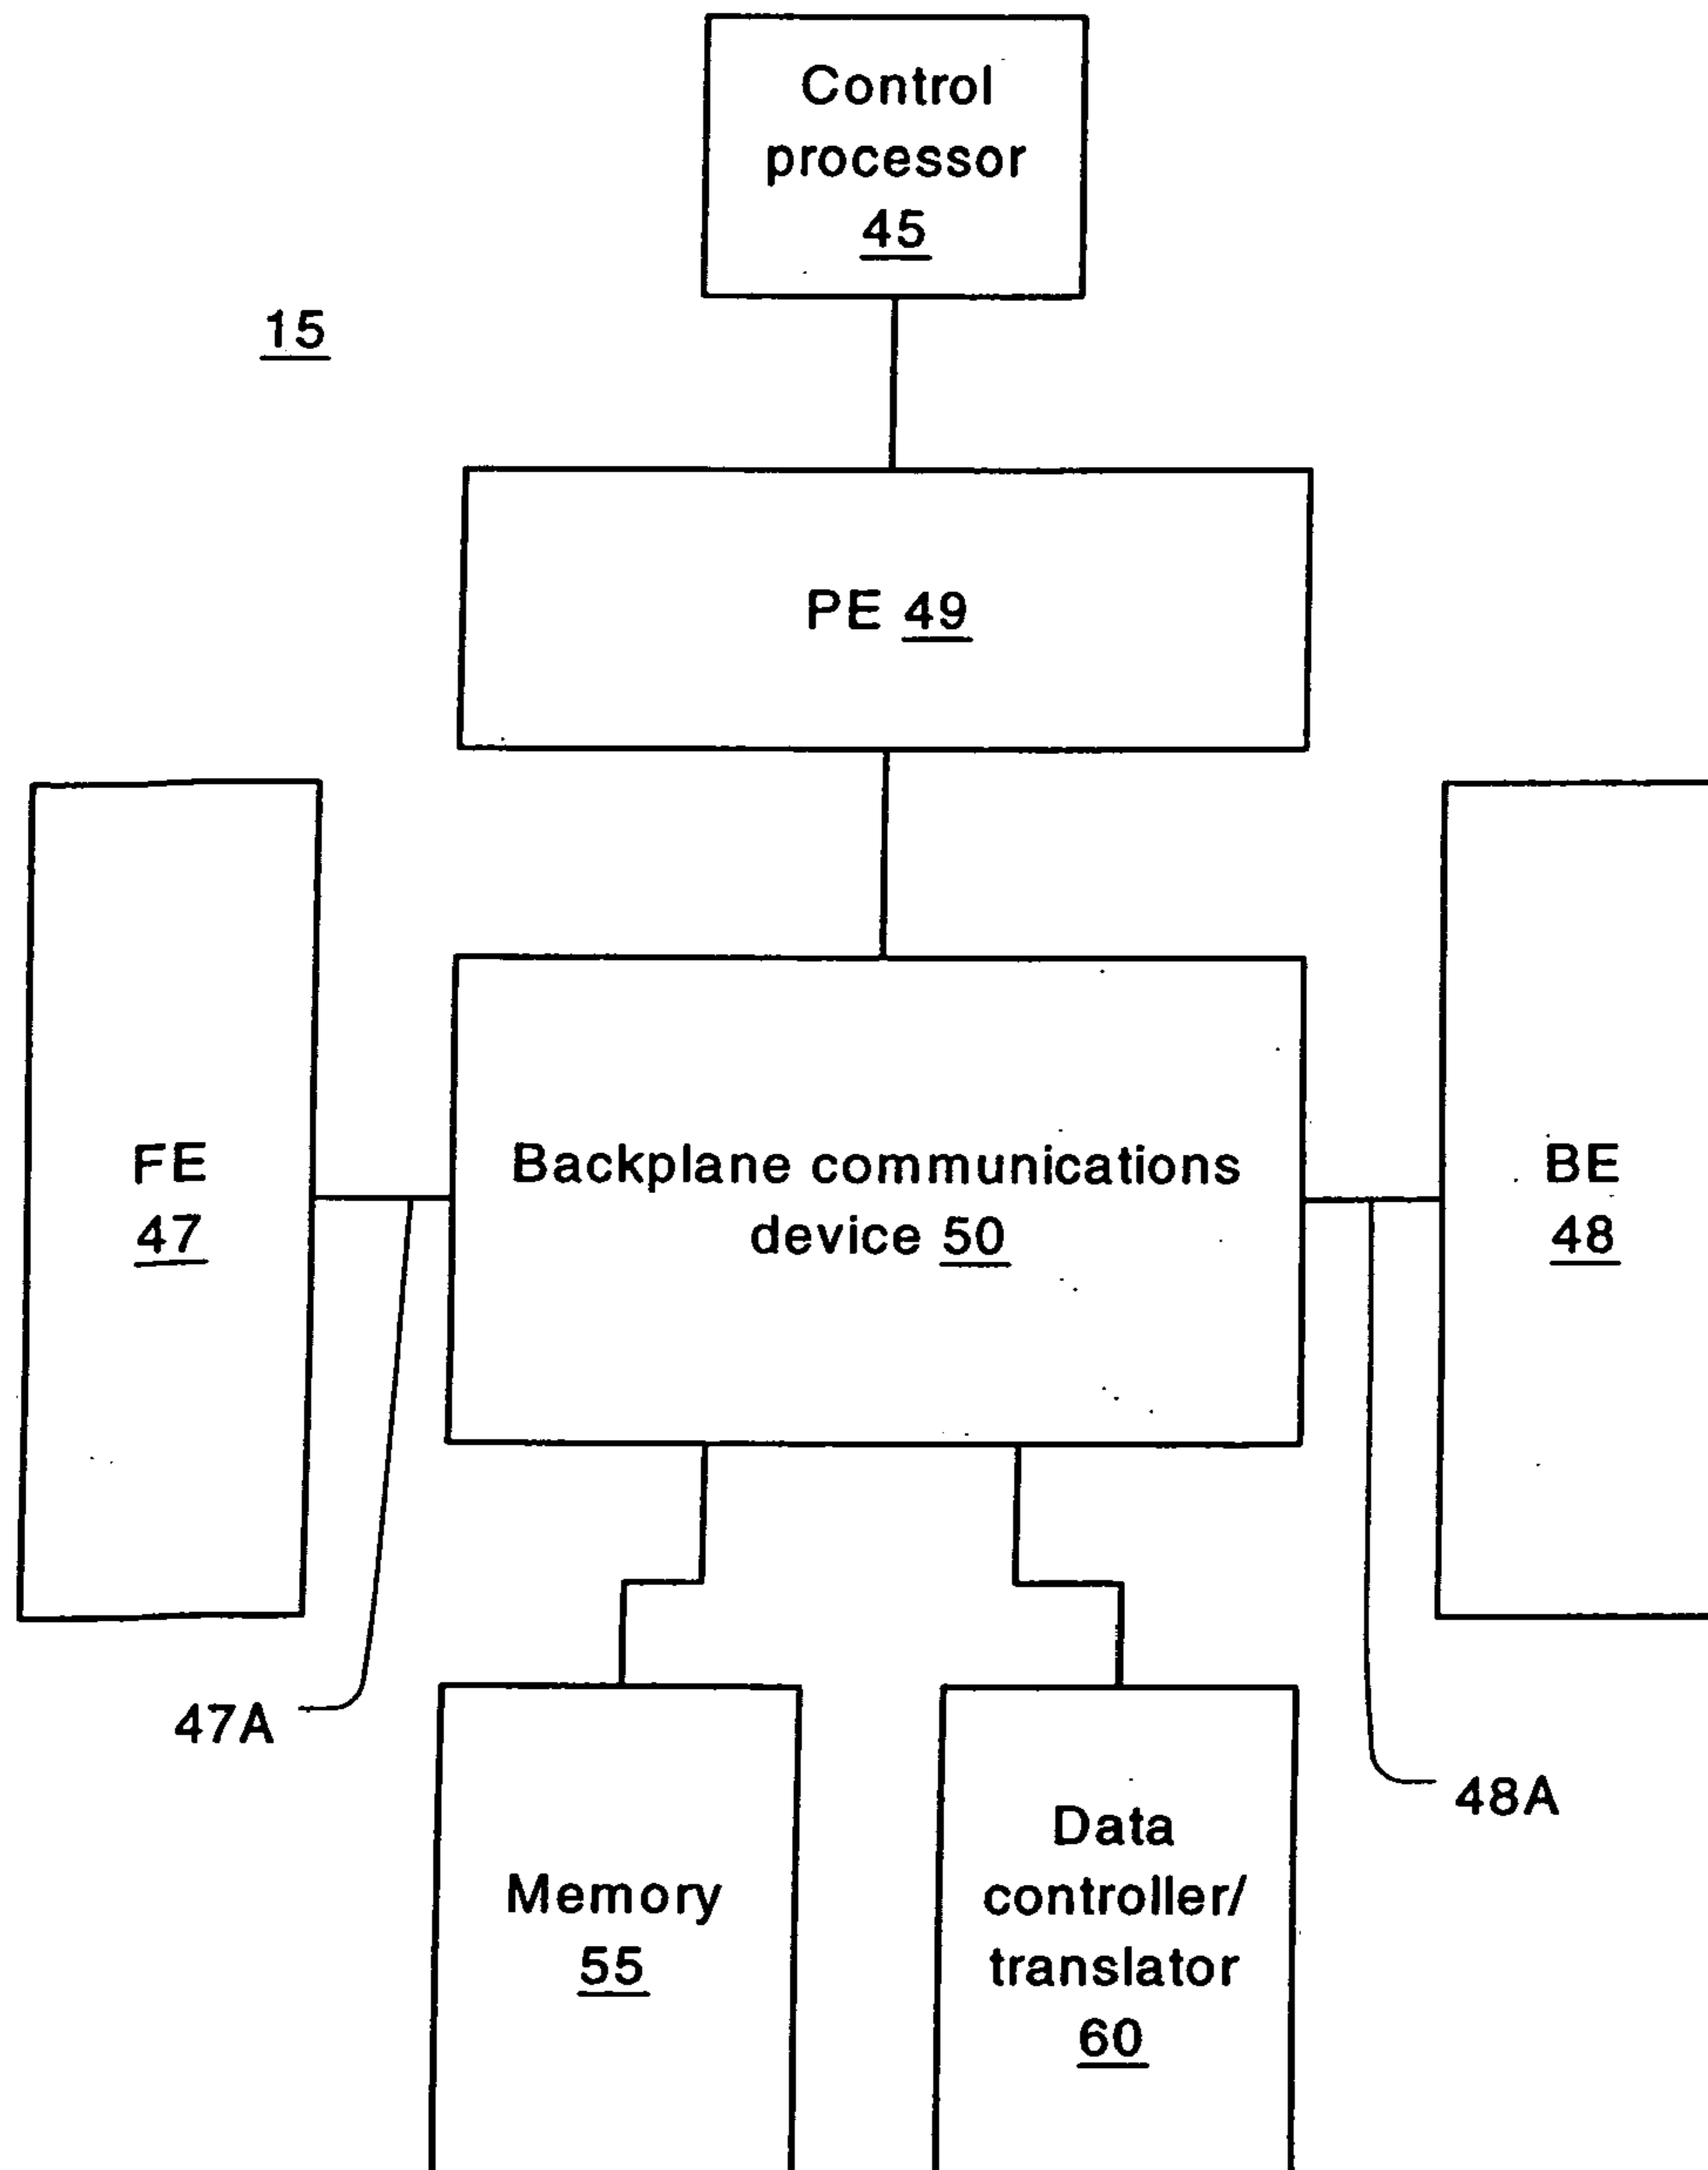 Control
processor
45
15
PE 49
FE
47
Backplane communications
device 50
BE
48
47A
48A
Memory
55
Data
controller/
translator
60